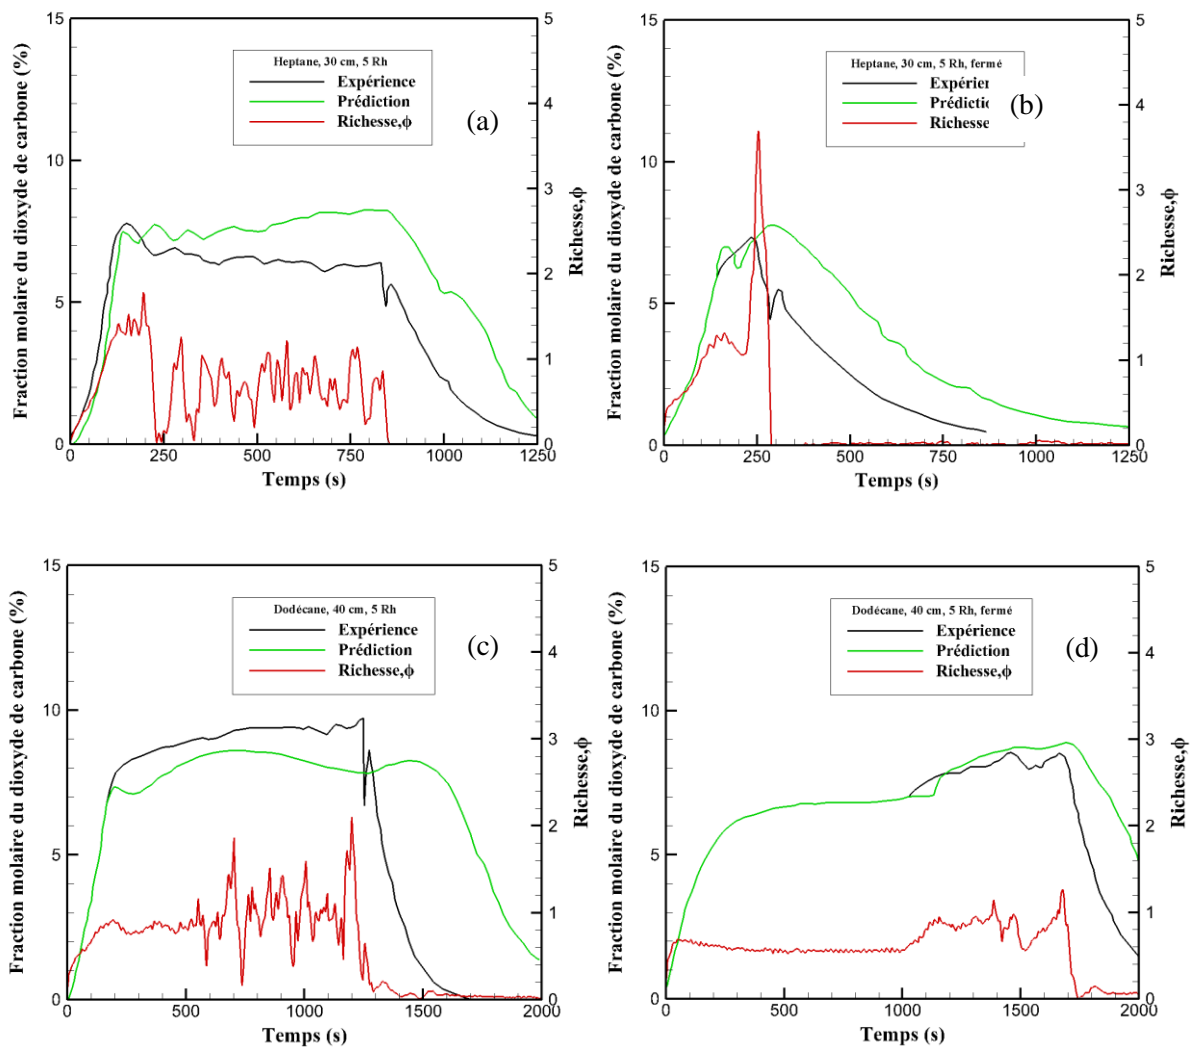 Fraction molaire du dioxyde de carbone (%)
15
10
5
0
5
4
3
2
1
0
Richesse,ϕ
Heptane, 30 cm, 5 Rh
Expérience
Prédiction
Richesse,ϕ
(a)
0 250 500 750 1000 1250
Temps (s)
Fraction molaire du dioxyde de carbone (%)
15
10
5
0
5
4
3
2
1
0
Richesse,ϕ
Heptane, 30 cm, 5 Rh, fermé
Expérien
Prédictio
Richesse
(b)
0 250 500 750 1000 1250
Temps (s)
Fraction molaire du dioxyde de carbone (%)
15
10
5
0
5
4
3
2
1
0
Richesse,ϕ
Dodécane, 40 cm, 5 Rh
Expérience
Prédiction
Richesse,ϕ
(c)
0 500 1000 1500 2000
Temps (s)
Fraction molaire du dioxyde de carbone (%)
15
10
5
0
5
4
3
2
1
0
Richesse,ϕ
Dodécane, 40 cm, 5 Rh, fermé
Expérience
Prédiction
Richesse,ϕ
(d)
0 500 1000 1500 2000
Temps (s)